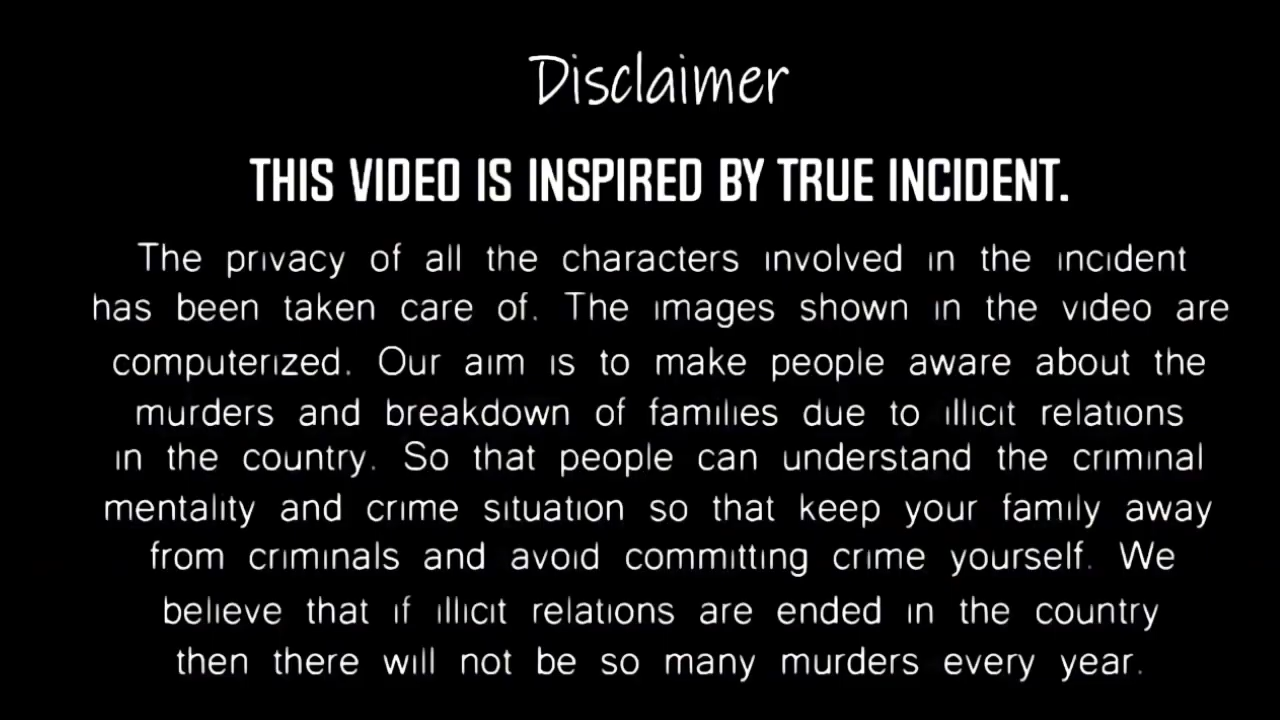 Disclaimer
THIS VIDEO IS INSPIRED BY TRUE INCIDENT.
The privacy of all the characters involved in the incident
has been taken care of. The images shown in the video are
computerized. Our aim is to make people aware about the
murders and breakdown of families due to illicit relations
in the country. So that people can understand the criminal
mentality and crime situation so that keep your family away
from criminals and avoid committing crime yourself. We
believe that if illicit relations are ended in the country
then there will not be so many murders every year.